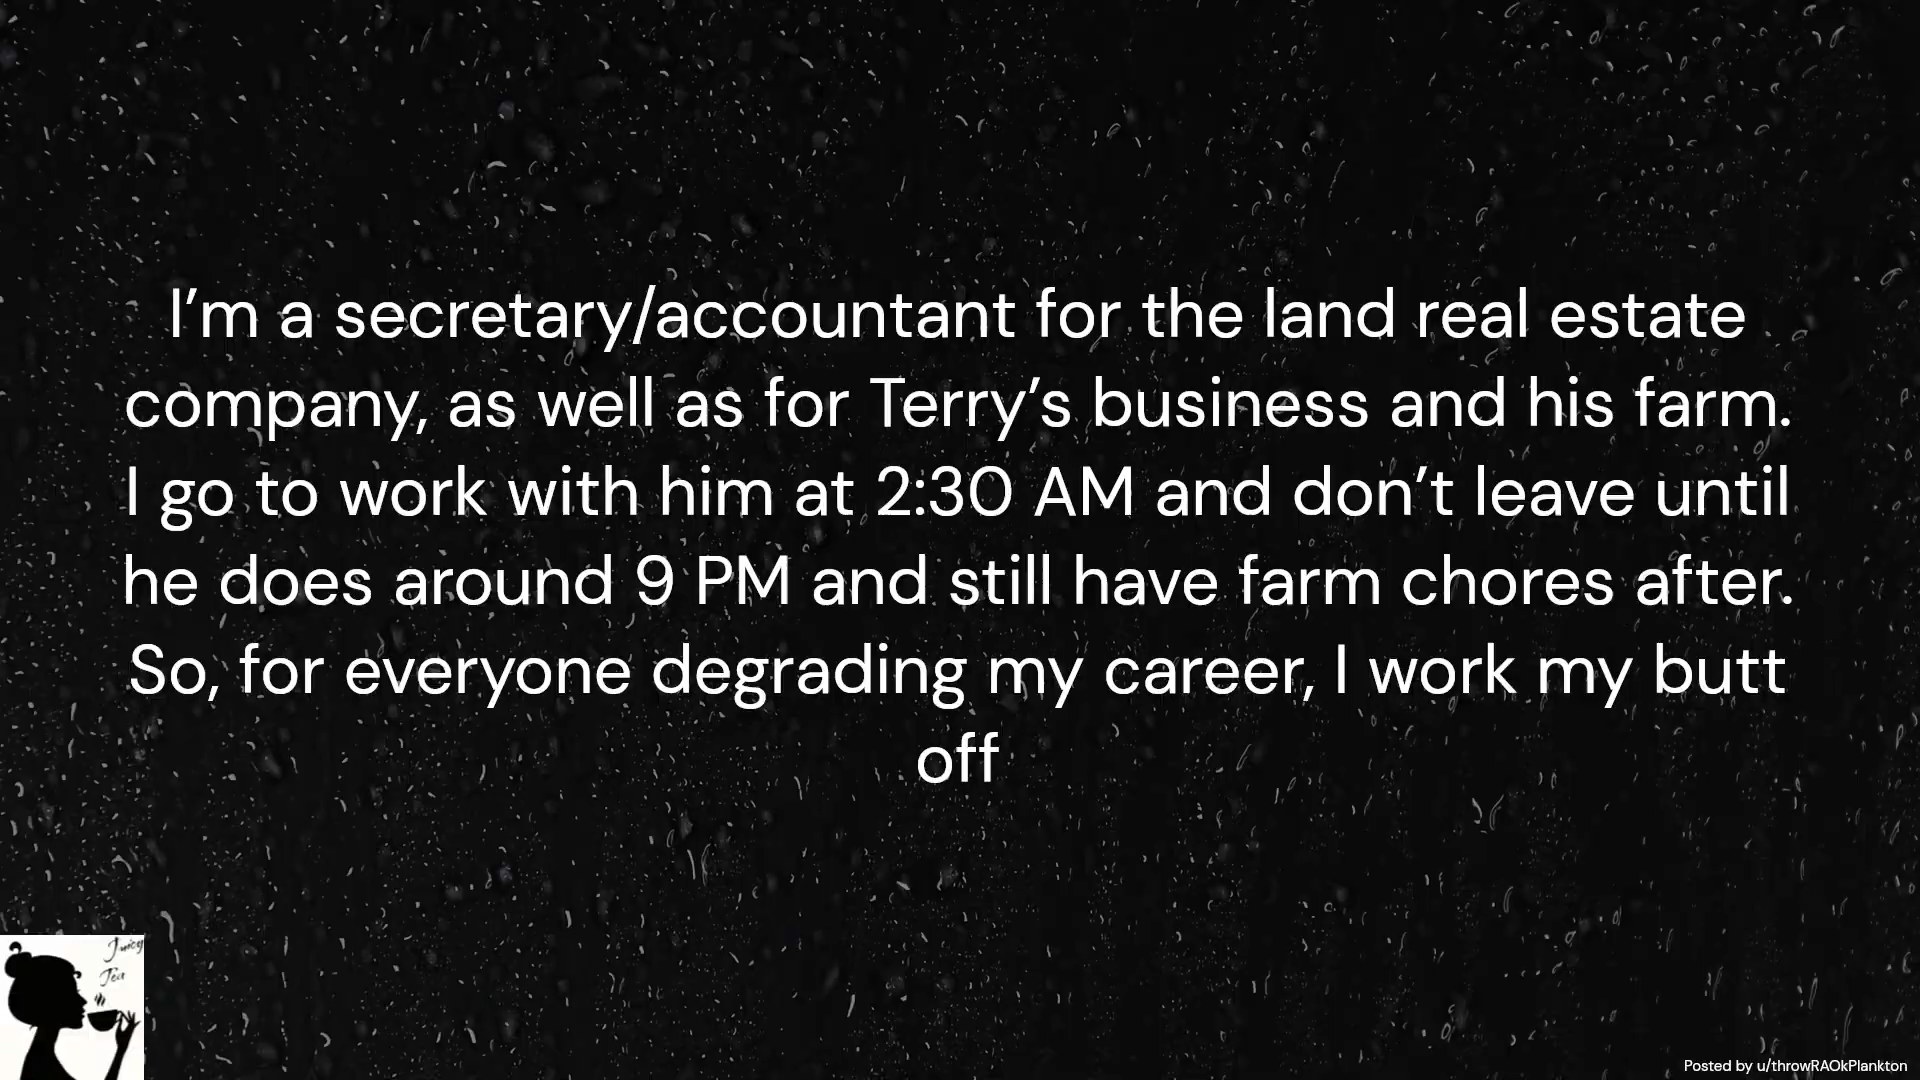 I’m a secretary/accountant for the land real estate
company, as well as for Terry’s business and his farm.
I go to work with him at 2:30 AM and don’t leave until
he does around 9 PM and still have farm chores after.
So, for everyone degrading my career, I work my butt
off
Juicy
Tea
Posted by u/throwRAOkPlankton